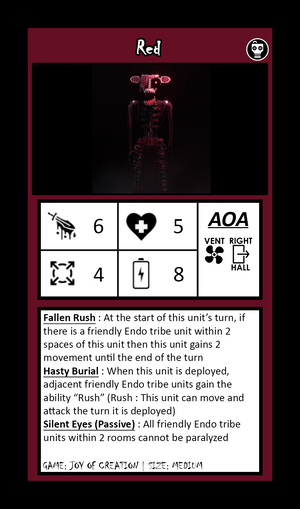 Red
6
5
AOA
VENT RIGHT
HALL
4
8
Fallen Rush : At the start of this unit's turn, if
there is a friendly Endo tribe unit within 2
spaces of this unit then this unit gains 2
movement until the end of the turn
Hasty Burial : When this unit is deployed,
adjacent friendly Endo tribe units gain the
ability "Rush" (Rush : This unit can move and
attack the turn it is deployed)
Silent Eyes (Passive) : All friendly Endo tribe
units within 2 rooms cannot be paralyzed
GAME: JOY OF CREATION | SIZE: MEDIUM